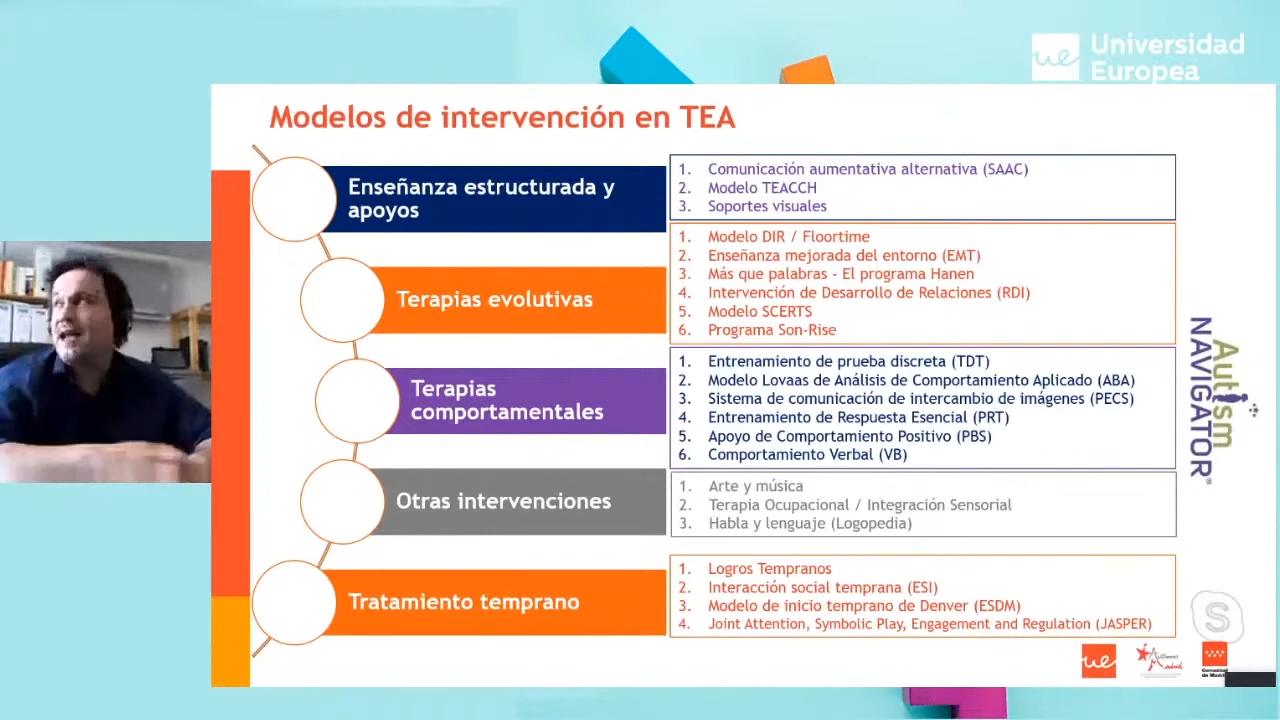 ue Universidad
Europea
Modelos de intervención en TEA
Enseñanza estructurada y
apoyos
1. Comunicación aumentativa alternativa (SAAC)
2. Modelo TEACCH
3. Soportes visuales
Terapias evolutivas
1. Modelo DIR / Floortime
2. Enseñanza mejorada del entorno (EMT)
3. Más que palabras - El programa Hanen
4. Intervención de Desarrollo de Relaciones (RDI)
5. Modelo SCERTS
6. Programa Son-Rise
Terapias
comportamentales
1. Entrenamiento de prueba discreta (TDT)
2. Modelo Lovaas de Análisis de Comportamiento Aplicado (ABA)
3. Sistema de comunicación de intercambio de imágenes (PECS)
4. Entrenamiento de Respuesta Esencial (PRT)
5. Apoyo de Comportamiento Positivo (PBS)
6. Comportamiento Verbal (VB)
Otras intervenciones
1. Arte y música
2. Terapia Ocupacional / Integración Sensorial
3. Habla y lenguaje (Logopedia)
Tratamiento temprano
1. Logros Tempranos
2. Interacción social temprana (ESI)
3. Modelo de inicio temprano de Denver (ESDM)
4. Joint Attention, Symbolic Play, Engagement and Regulation (JASPER)
Autism
NAVIGATOR®
S
ue
Madrid
Comunidad
de Madrid